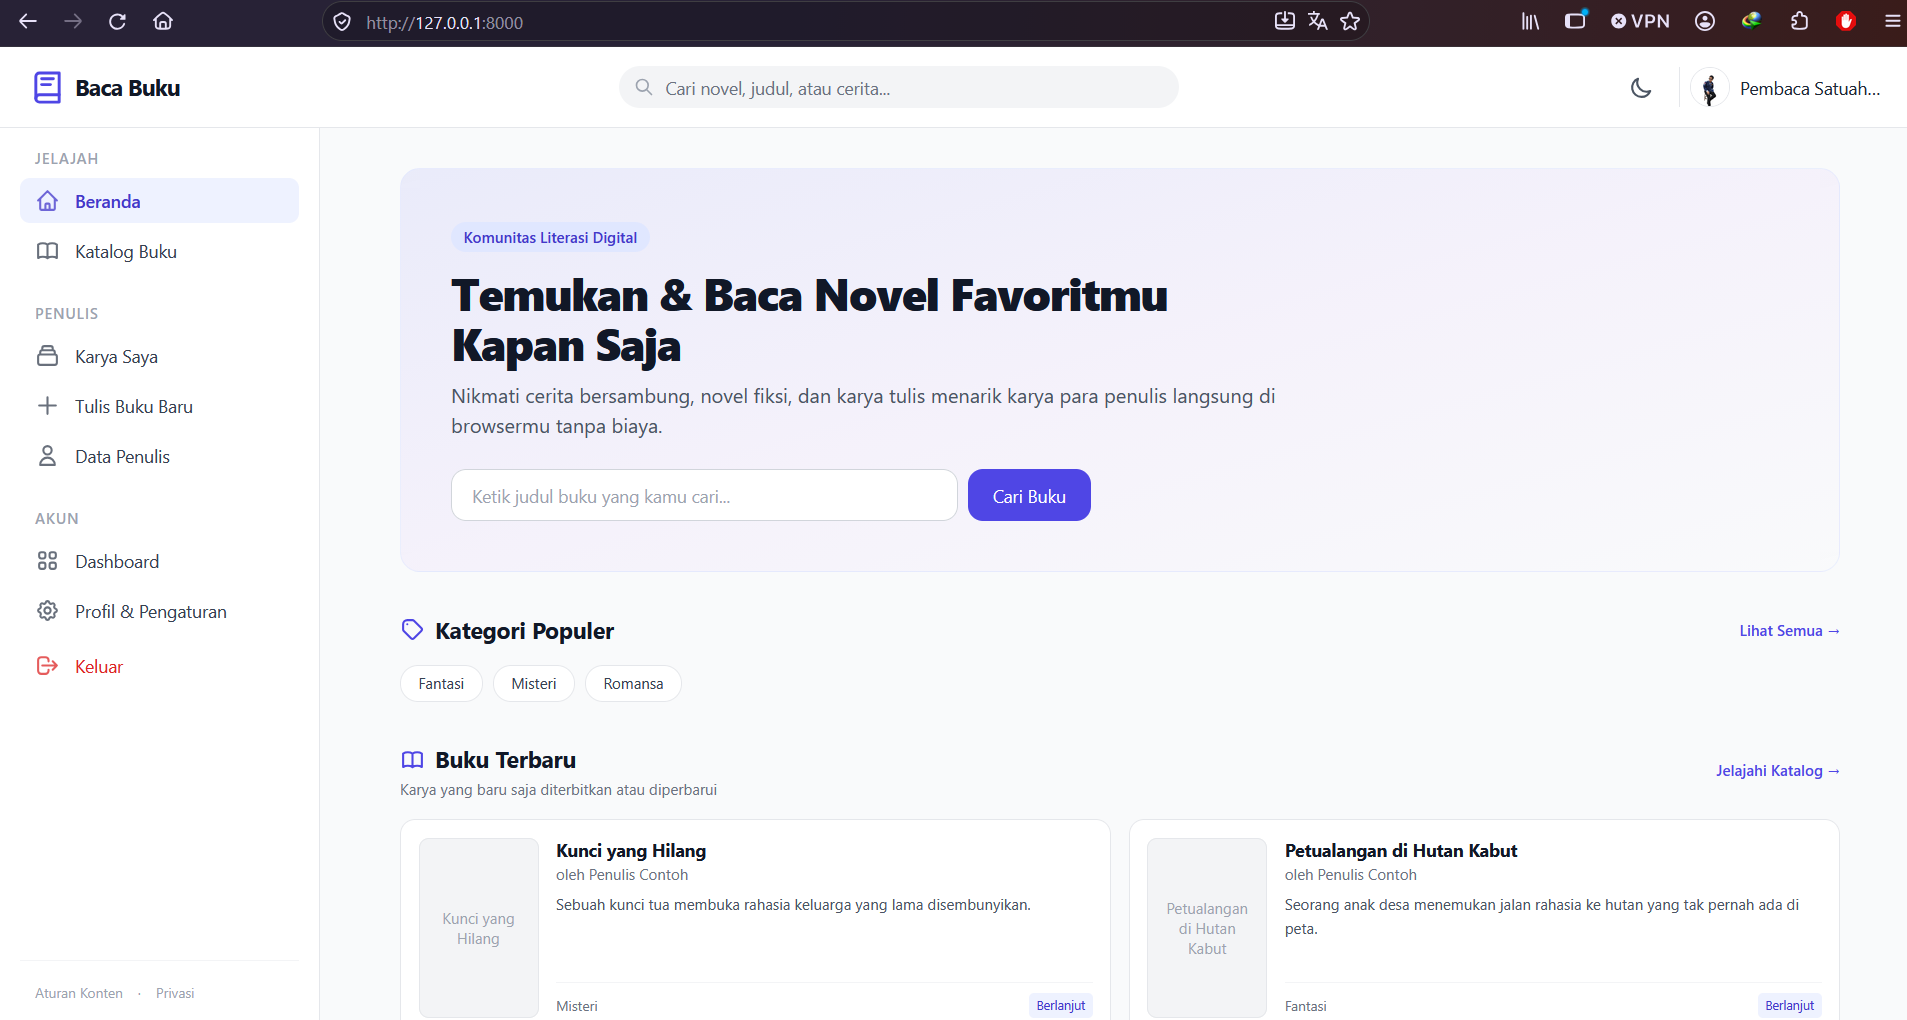 http://127.0.0.1:8000
VPN
Baca Buku
Cari novel, judul, atau cerita...
Pembaca Satuah...
JELAJAH
Beranda
Katalog Buku
PENULIS
Karya Saya
Tulis Buku Baru
Data Penulis
AKUN
Dashboard
Profil & Pengaturan
Keluar
Aturan Konten · Privasi
Komunitas Literasi Digital
Temukan & Baca Novel Favoritmu
Kapan Saja
Nikmati cerita bersambung, novel fiksi, dan karya tulis menarik karya para penulis langsung di
browsermu tanpa biaya.
Ketik judul buku yang kamu cari...
Cari Buku
Kategori Populer
Lihat Semua →
Fantasi
Misteri
Romansa
Buku Terbaru
Karya yang baru saja diterbitkan atau diperbarui
Jelajahi Katalog →
Kunci yang
Hilang
Kunci yang Hilang
oleh Penulis Contoh
Sebuah kunci tua membuka rahasia keluarga yang lama disembunyikan.
Misteri
Berlanjut
Petualangan
di Hutan
Kabut
Petualangan di Hutan Kabut
oleh Penulis Contoh
Seorang anak desa menemukan jalan rahasia ke hutan yang tak pernah ada di
peta.
Fantasi
Berlanjut